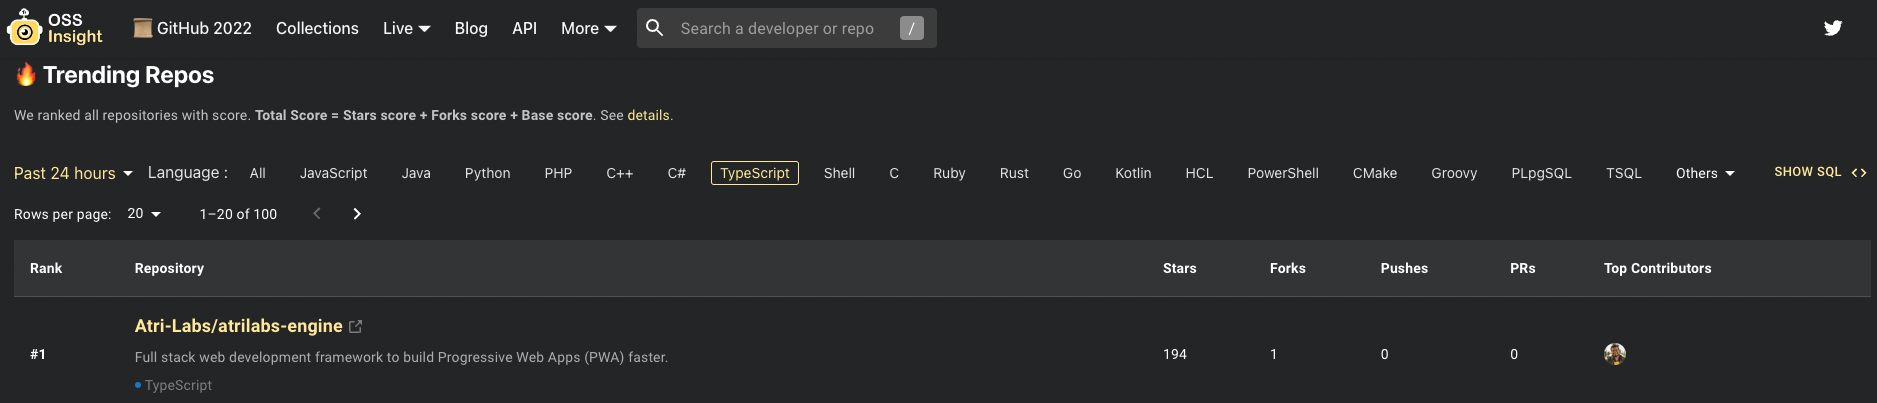 OSS
Insight
GitHub 2022
Collections
Live
Blog
API
More
Search a developer or repo
/
Trending Repos
We ranked all repositories with score. Total Score = Stars score + Forks score + Base score. See details.
Past 24 hours
Language :
All
JavaScript
Java
Python
PHP
C++
C#
TypeScript
Shell
C
Ruby
Rust
Go
Kotlin
HCL
PowerShell
CMake
Groovy
PLpgSQL
TSQL
Others
SHOW SQL <>
Rows per page: 20
1–20 of 100
Rank
Repository
Stars
Forks
Pushes
PRs
Top Contributors
#1
Atri-Labs/atrilabs-engine
Full stack web development framework to build Progressive Web Apps (PWA) faster.
TypeScript
194
1
0
0